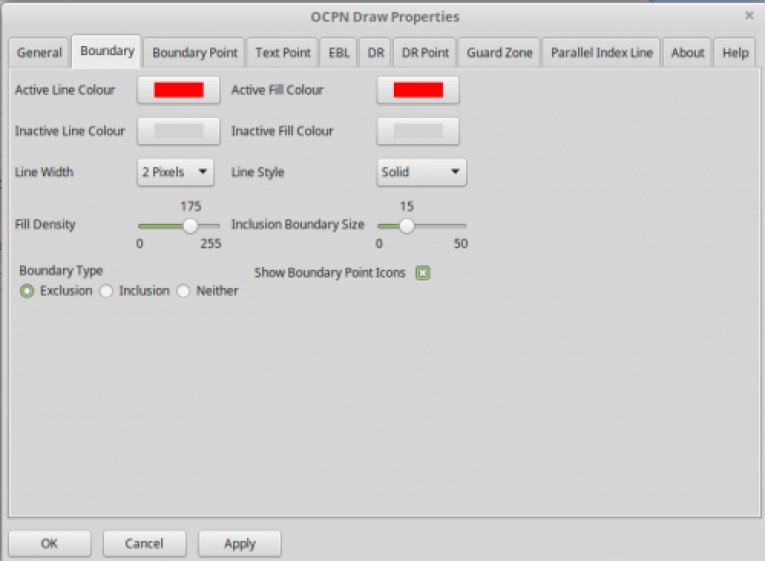 OCPN Draw Properties
General Boundary Boundary Point Text Point EBL DR DR Point Guard Zone Parallel Index Line About Help
Active Line Colour Active Fill Colour
Inactive Line Colour Inactive Fill Colour
Line Width 2 Pixels Line Style Solid
175 15
Fill Density Inclusion Boundary Size
0 255 0 50
Boundary Type Show Boundary Point Icons
Exclusion Inclusion Neither
OK Cancel Apply